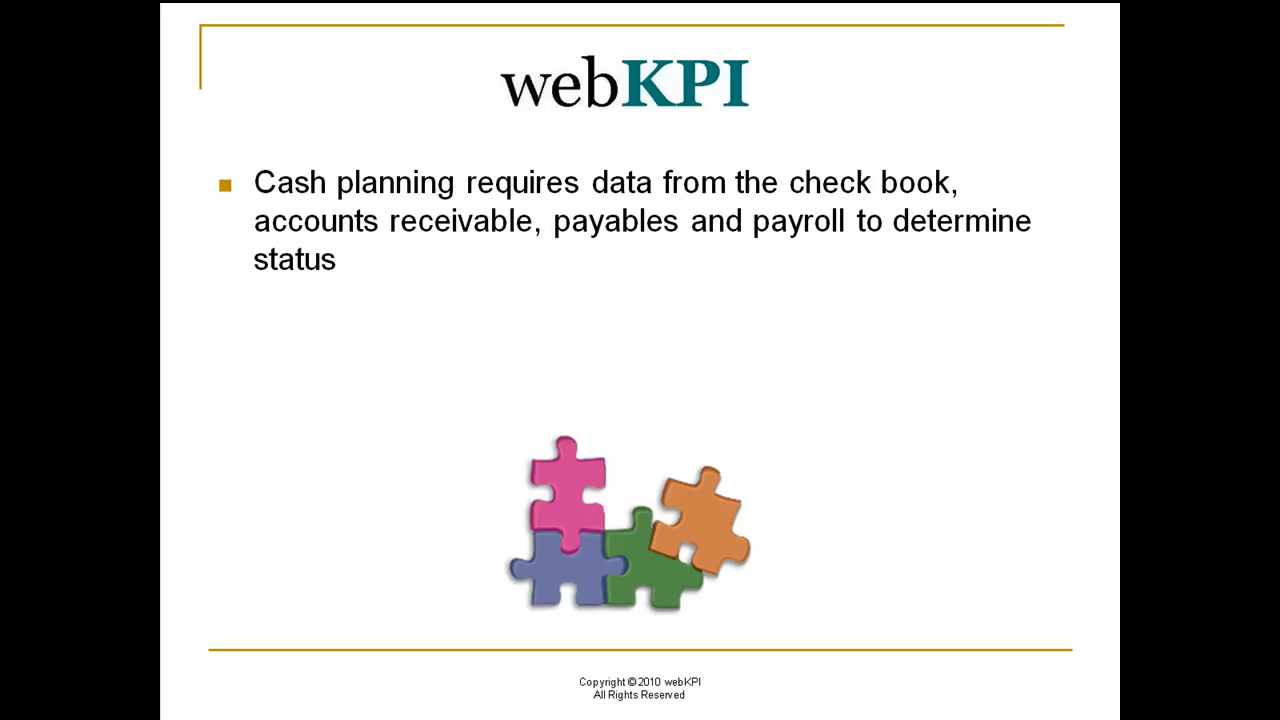 webKPI
Cash planning requires data from the check book,
accounts receivable, payables and payroll to determine
status
Copyright ©2010 webKPI
All Rights Reserved